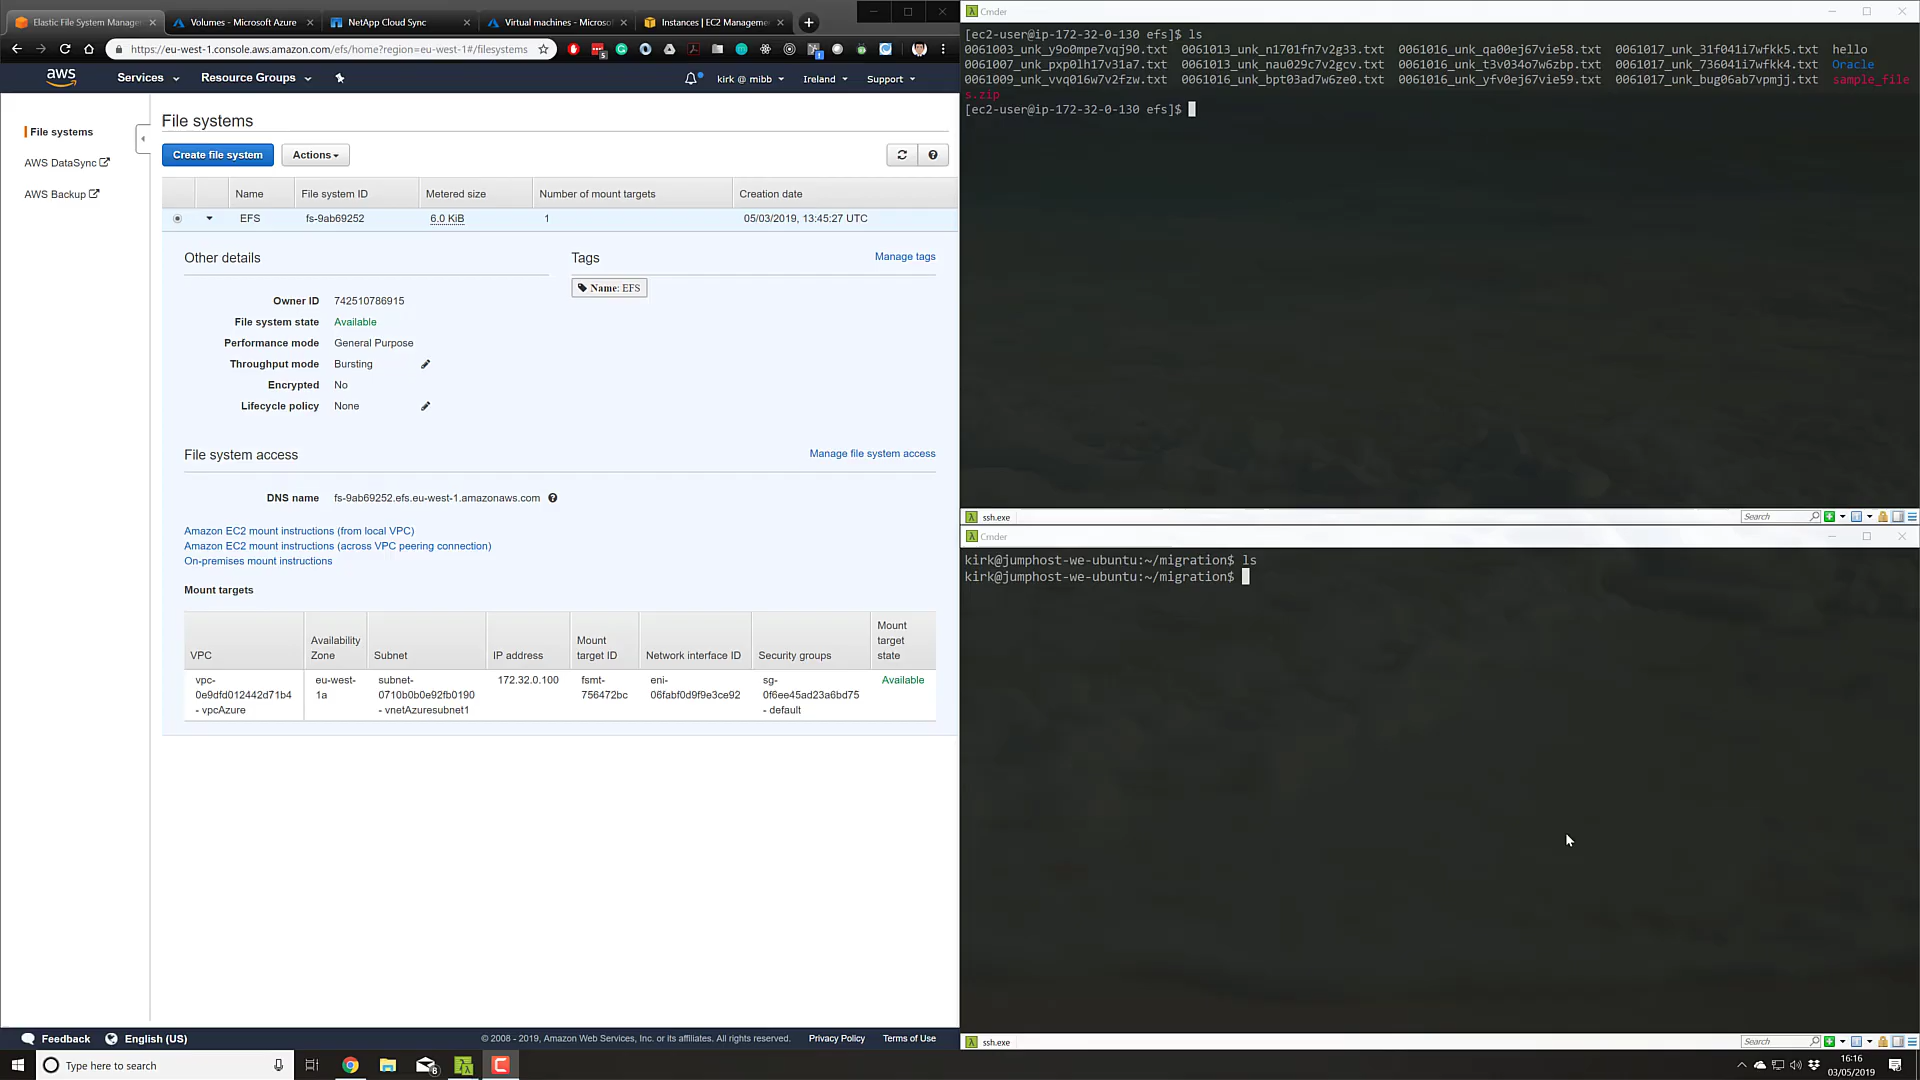 Elastic File System Manage
Volumes - Microsoft Azure
NetApp Cloud Sync
Virtual machines - Microso
Instances | EC2 Manageme
https://eu-west-1.console.aws.amazon.com/efs/home?region=eu-west-1#/filesystems
aws
Services
Resource Groups
kirk @ mibb
Ireland
Support
File systems
AWS DataSync
AWS Backup
File systems
Create file system
Actions
Name
File system ID
Metered size
Number of mount targets
Creation date
EFS
fs-9ab69252
6.0 KiB
1
05/03/2019, 13:45:27 UTC
Other details
Owner ID 742510786915
File system state Available
Performance mode General Purpose
Throughput mode Bursting
Encrypted No
Lifecycle policy None
Tags
Manage tags
Name: EFS
File system access
Manage file system access
DNS name fs-9ab69252.efs.eu-west-1.amazonaws.com
Amazon EC2 mount instructions (from local VPC)
Amazon EC2 mount instructions (across VPC peering connection)
On-premises mount instructions
Mount targets
VPC
Availability
Zone
Subnet
IP address
Mount
target ID
Network interface ID
Security groups
Mount
target
state
vpc-
0e9dfd012442d71b4
- vpcAzure
eu-west-
1a
subnet-
0710b0b0e92fb0190
- vnetAzuresubnet1
172.32.0.100
fsmt-
756472bc
eni-
06fabf0d9f9e3ce92
sg-
0f6ee45ad23a6bd75
- default
Available
Feedback
English (US)
© 2008 - 2019, Amazon Web Services, Inc. or its affiliates. All rights reserved.
Privacy Policy
Terms of Use
Cmder
[ec2-user@ip-172-32-0-130 efs]$ ls
0061003_unk_y9o0mpe7vqj90.txt 0061013_unk_n1701fn7v2g33.txt 0061016_unk_qa00ej67vie58.txt 0061017_unk_31f041i7wfkk5.txt hello
0061007_unk_pxp0lh17v31a7.txt 0061013_unk_nau029c7v2gcv.txt 0061016_unk_t3v034o7w6zbp.txt 0061017_unk_736041i7wfkk4.txt Oracle
0061009_unk_vvq016w7v2fzw.txt 0061016_unk_bpt03ad7w6ze0.txt 0061016_unk_yfv0ej67vie59.txt 0061017_unk_bug06ab7vpmjj.txt sample_file
s.zip
[ec2-user@ip-172-32-0-130 efs]$
ssh.exe
Search
Cmder
kirk@jumphost-we-ubuntu:~/migration$ ls
kirk@jumphost-we-ubuntu:~/migration$
ssh.exe
Search
Type here to search
8
16:16
03/05/2019